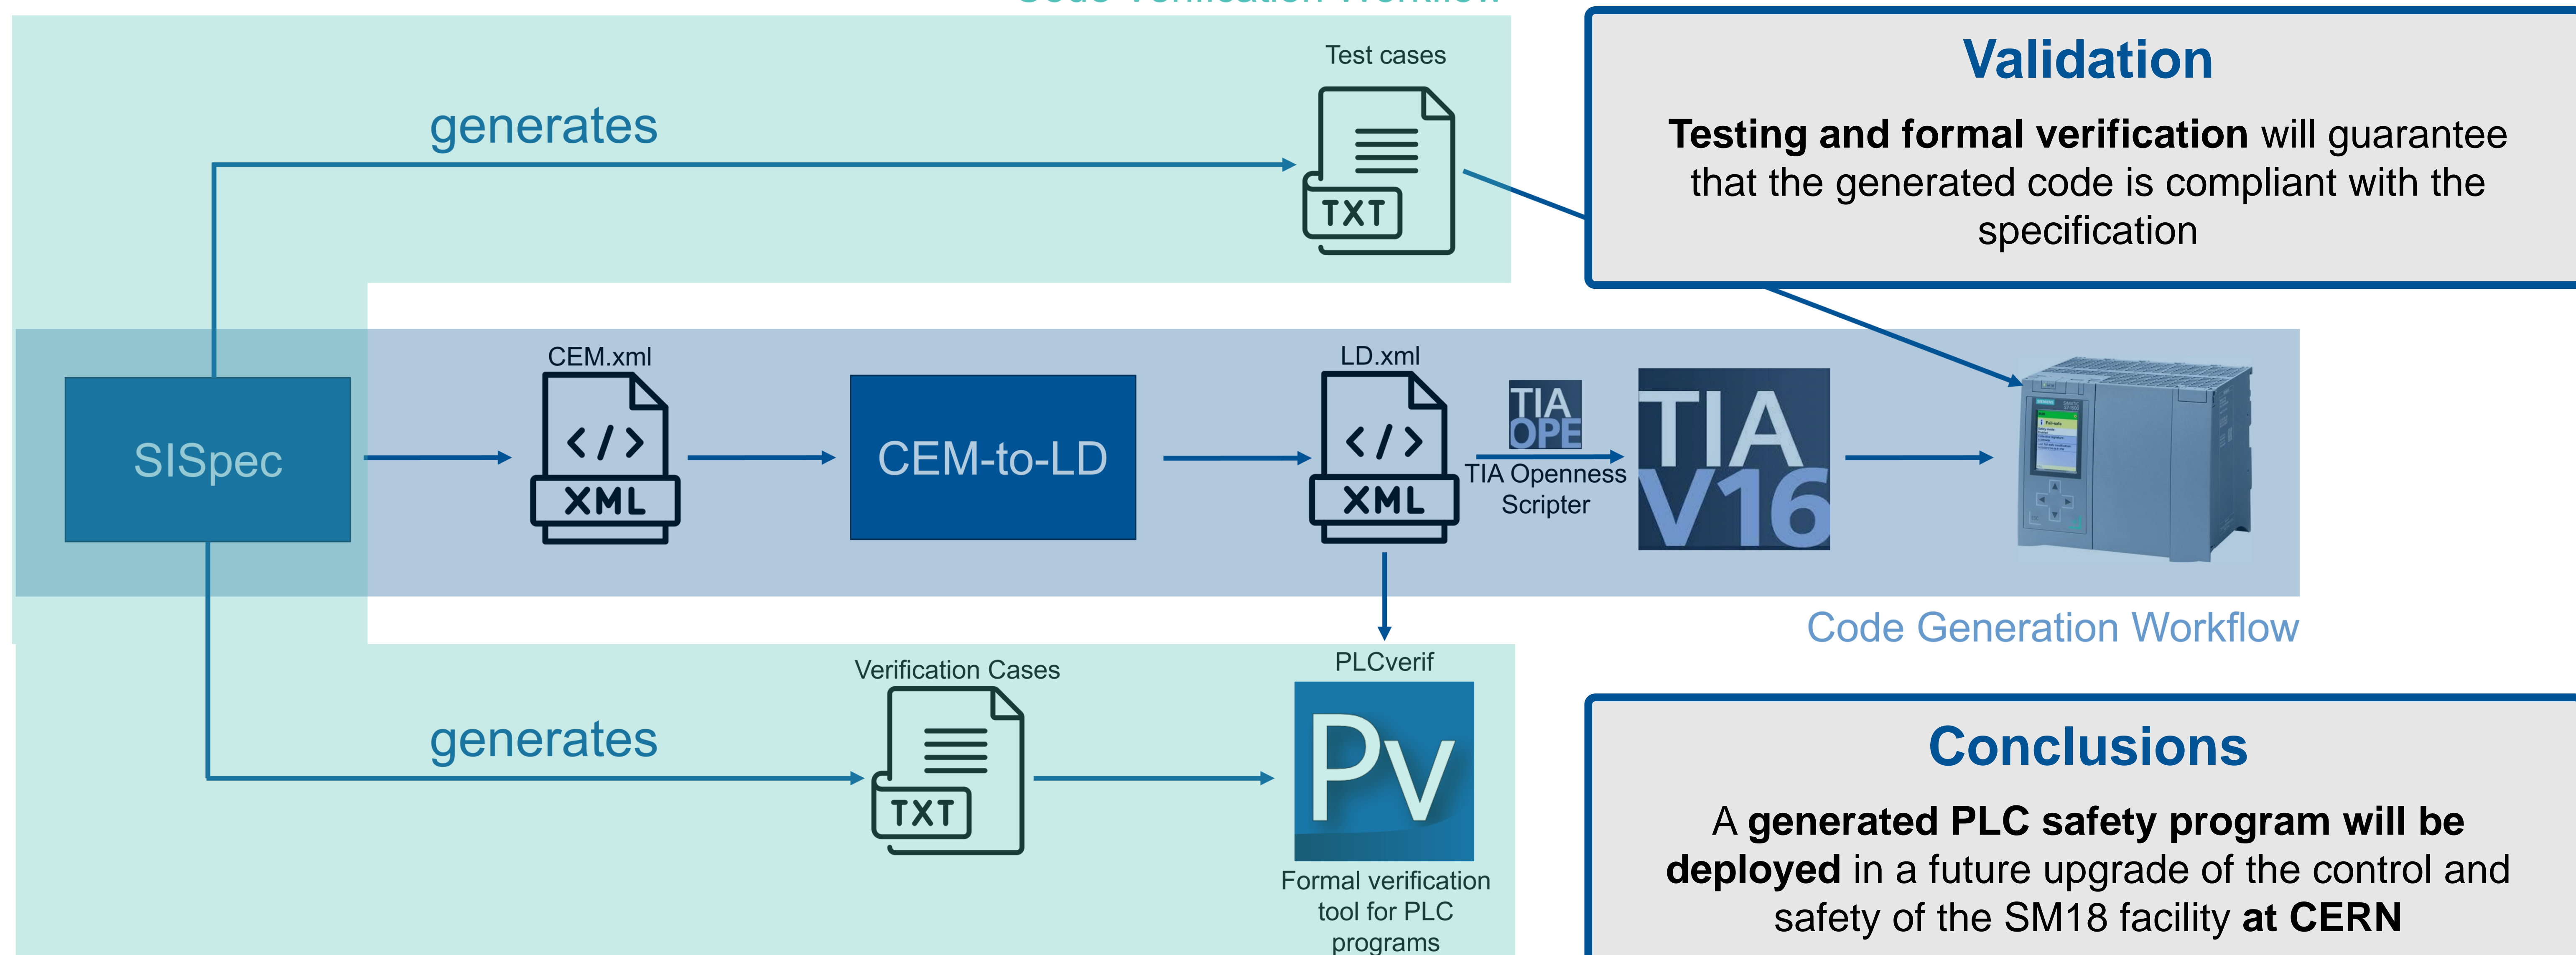 Code Verification Workflow
Test cases
generates
TXT
Validation
Testing and formal verification will guarantee
that the generated code is compliant with the
specification
CEM.xml
LD.xml
SISpec
</>
XML
CEM-to-LD
</>
XML
TIA
OPE
TIA Openness
Scripter
TIA
V16
Code Generation Workflow
Verification Cases
PLCverif
generates
TXT
Pv
Formal verification
tool for PLC
programs
Conclusions
A generated PLC safety program will be
deployed in a future upgrade of the control and
safety of the SM18 facility at CERN